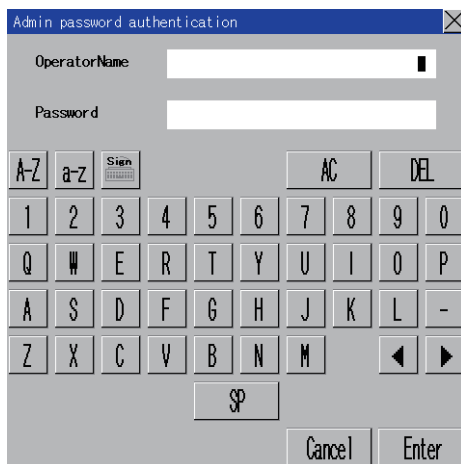 Admin password authentication
OperatorName
Password
A-Z a-z Sign AC DEL
1 2 3 4 5 6 7 8 9 0
Q W E R T Y U I O P
A S D F G H J K L -
Z X C V B N M ◀ ▶
SP
Cancel Enter